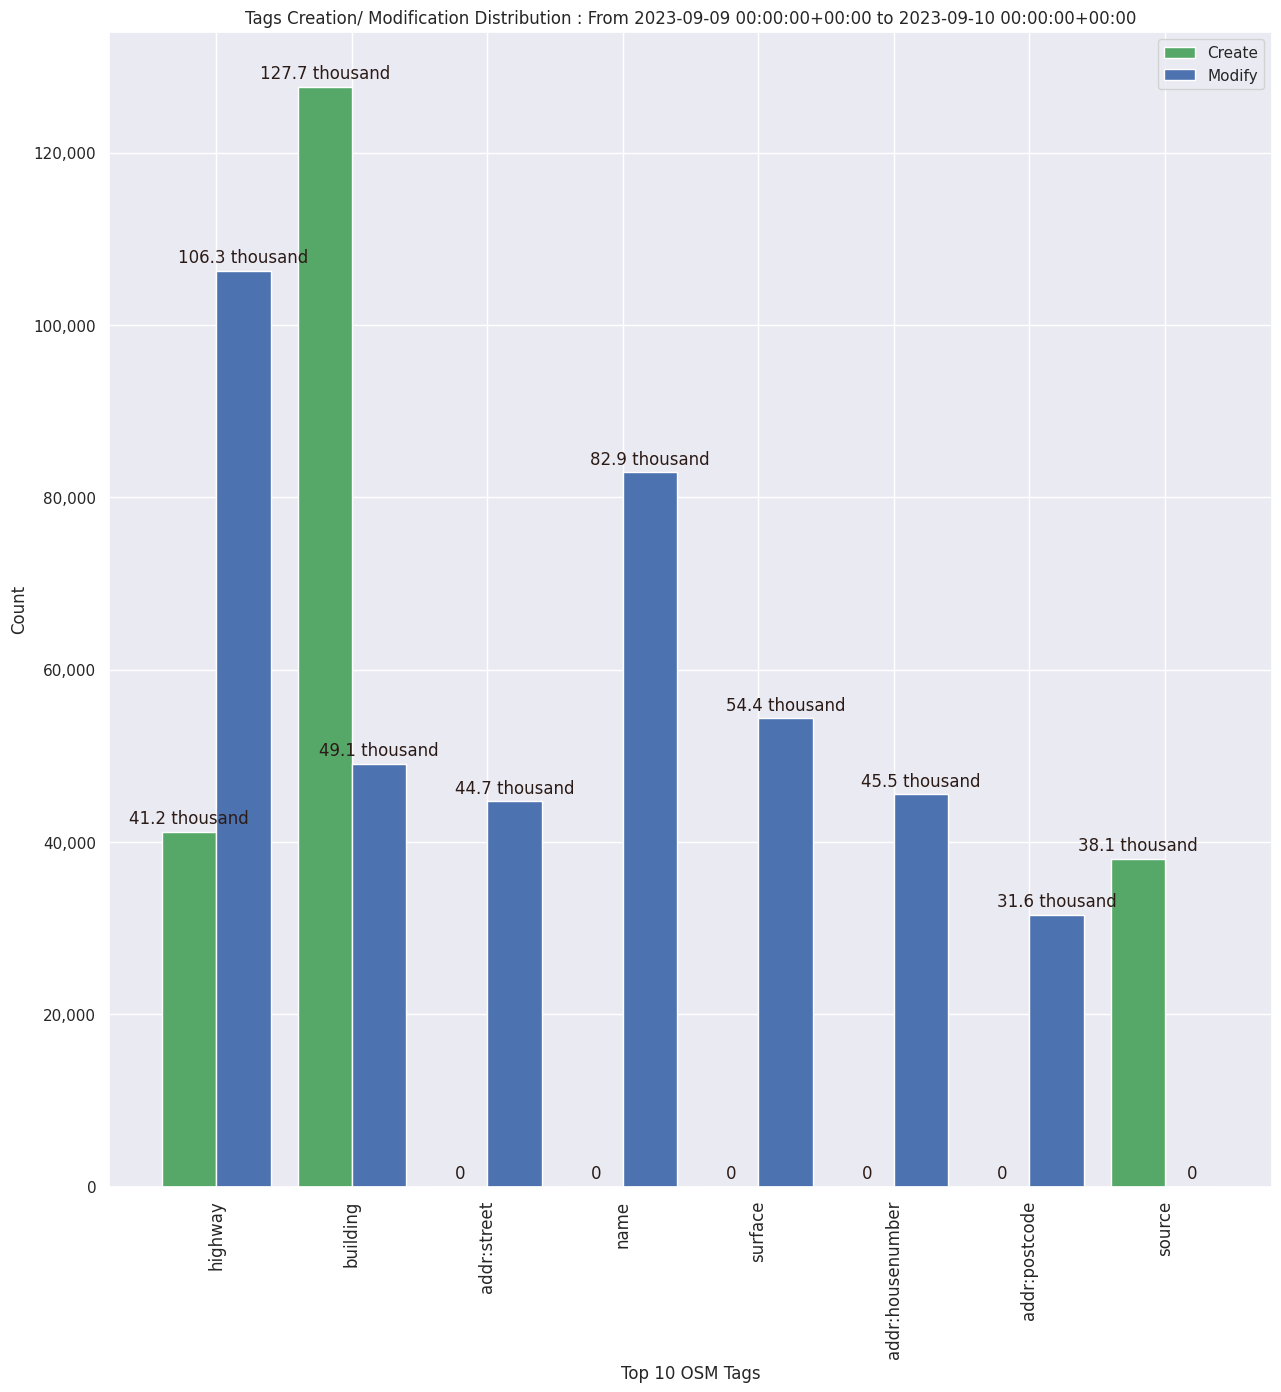 Tags Creation/ Modification Distribution : From 2023-09-09 00:00:00+00:00 to 2023-09-10 00:00:00+00:00
Create
Modify
127.7 thousand
120,000
106.3 thousand
100,000
82.9 thousand
80,000
Count
60,000
54.4 thousand
49.1 thousand
44.7 thousand
45.5 thousand
41.2 thousand
40,000
38.1 thousand
31.6 thousand
20,000
0
0
0
0
0
0
0
highway
building
addr:street
name
surface
addr:housenumber
addr:postcode
source
Top 10 OSM Tags